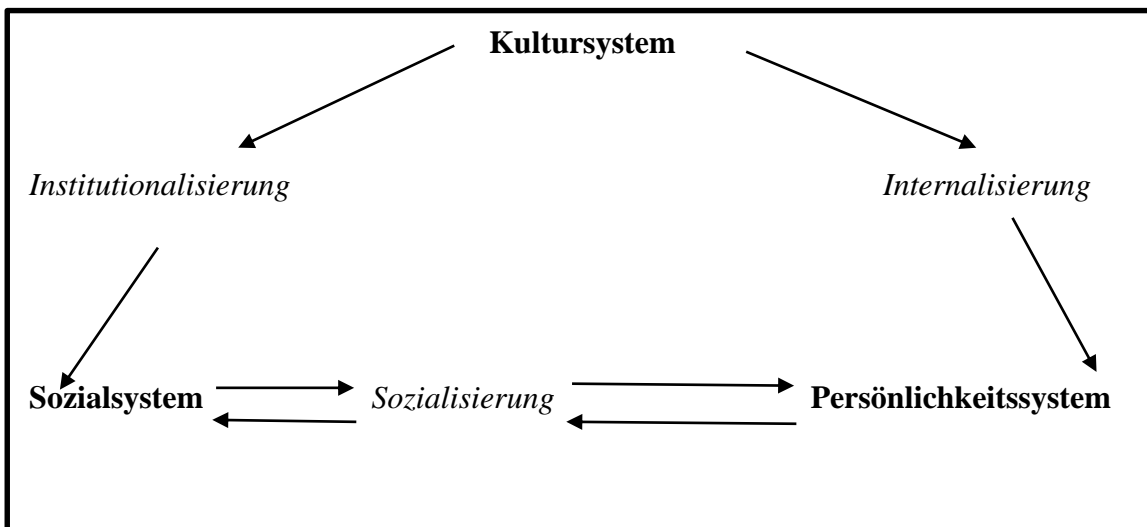 Kultursystem
Institutionalisierung Internalisierung
Sozialsystem Sozialisierung Persönlichkeitssystem